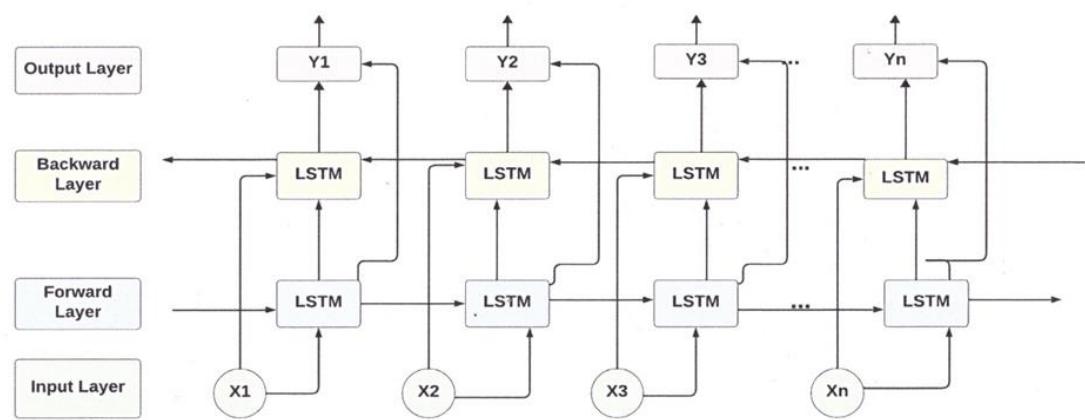 Output Layer
Y1 Y2 Y3 ... Yn
Backward
Layer
LSTM LSTM LSTM ... LSTM
Forward
Layer
LSTM LSTM LSTM ... LSTM
Input Layer
X1 X2 X3 Xn